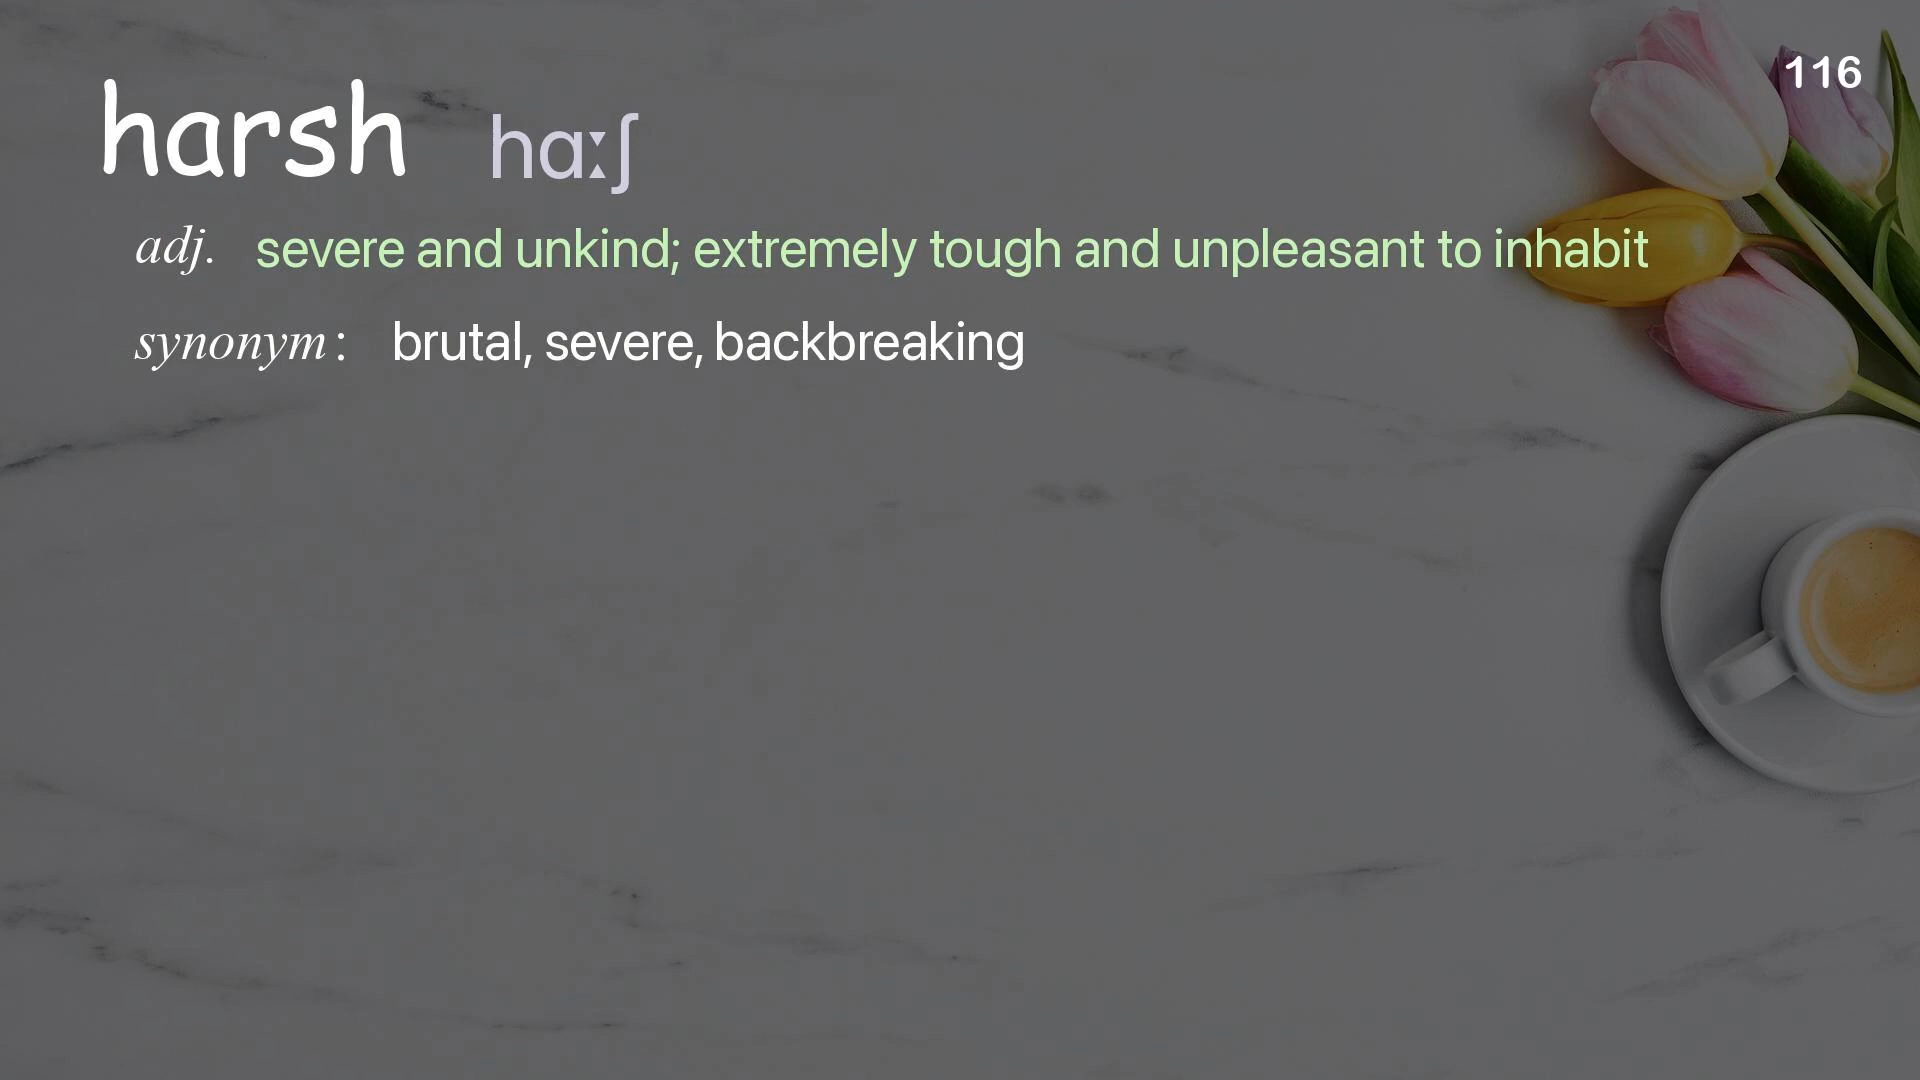 116
harsh hɑːʃ
adj. severe and unkind; extremely tough and unpleasant to inhabit
synonym : brutal, severe, backbreaking